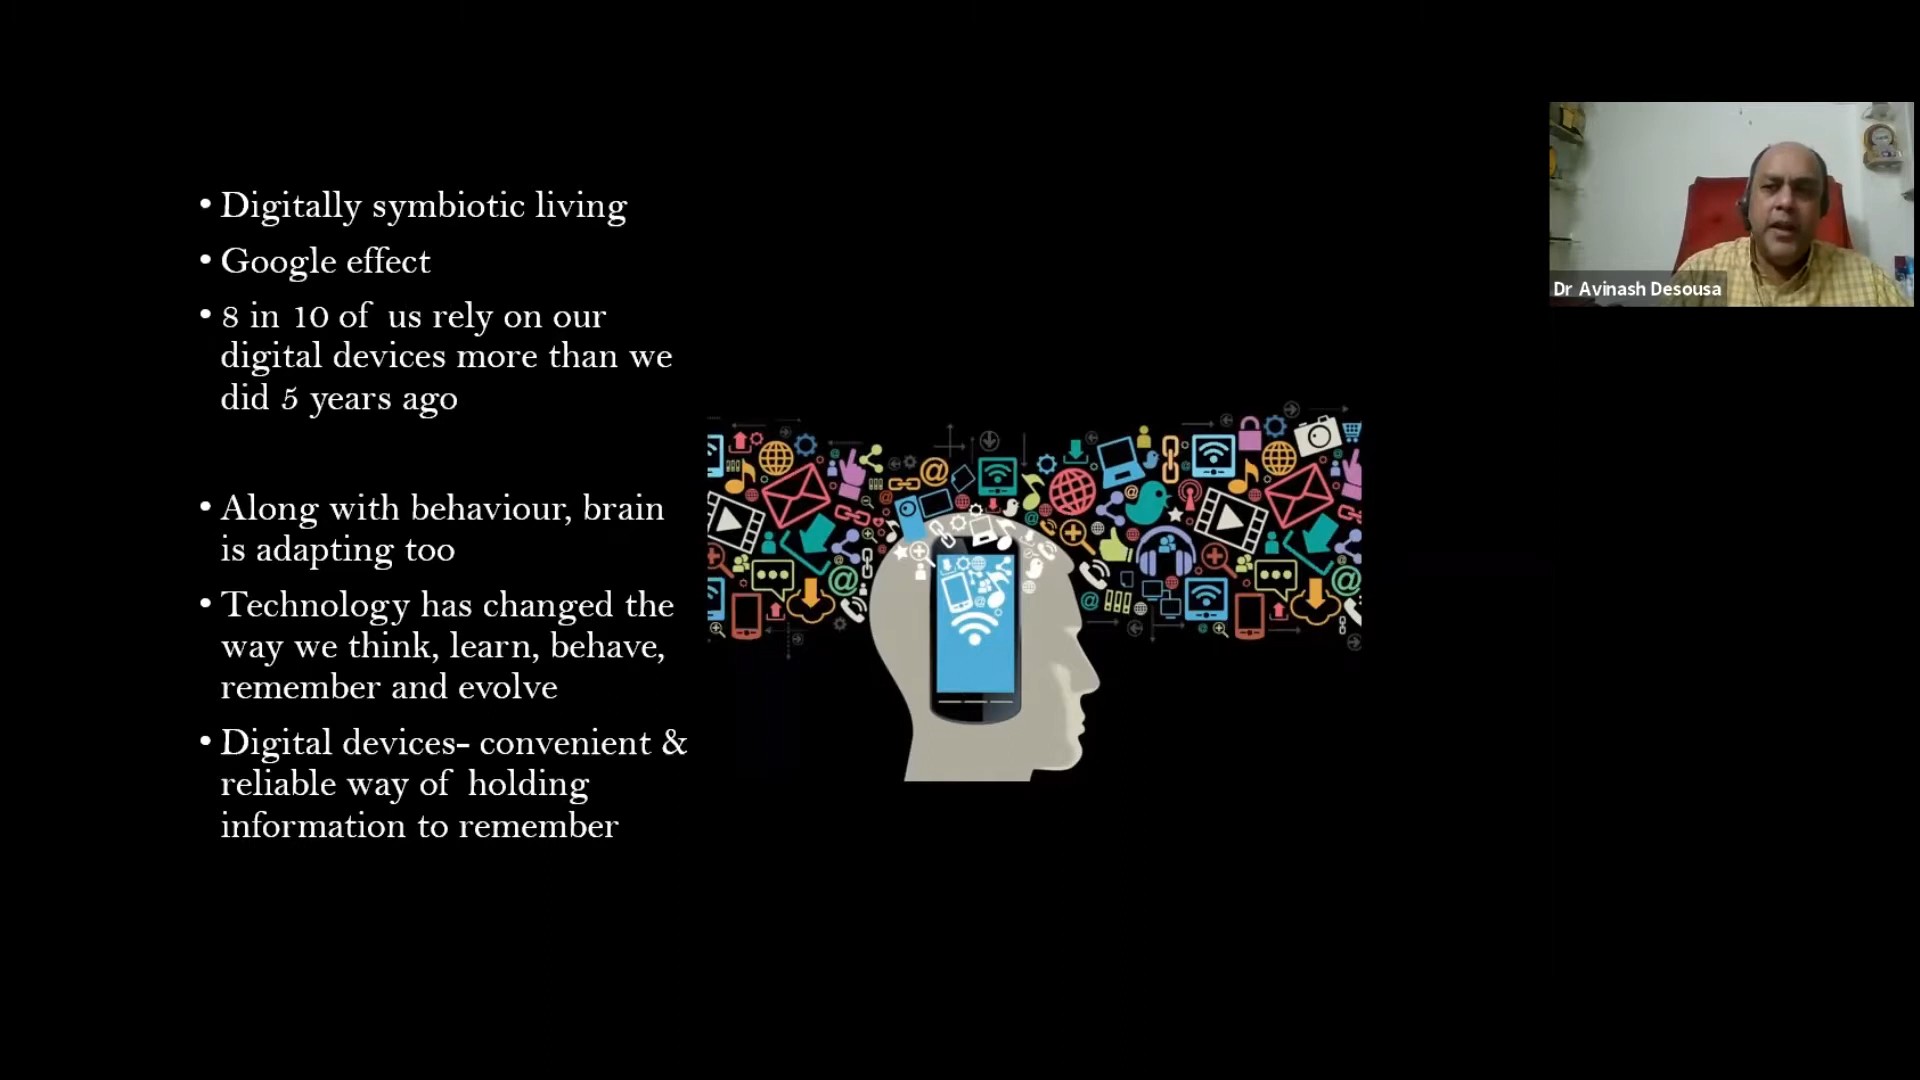 • Digitally symbiotic living
• Google effect
• 8 in 10 of us rely on our
digital devices more than we
did 5 years ago
• Along with behaviour, brain
is adapting too
• Technology has changed the
way we think, learn, behave,
remember and evolve
• Digital devices- convenient &
reliable way of holding
information to remember
Dr Avinash Desousa